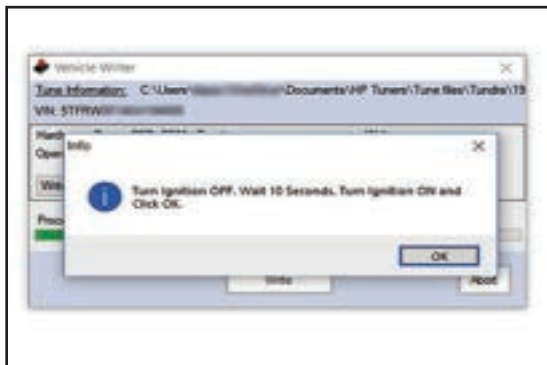 Vehicle Writer
Tune Information: C:\Users\ \Documents\HP Tuners\Tune files\Tundra\19
VIN: 5TFRW
Info
Turn Ignition OFF. Wait 10 Seconds. Turn Ignition ON and
Click OK.
OK
Write
Abort